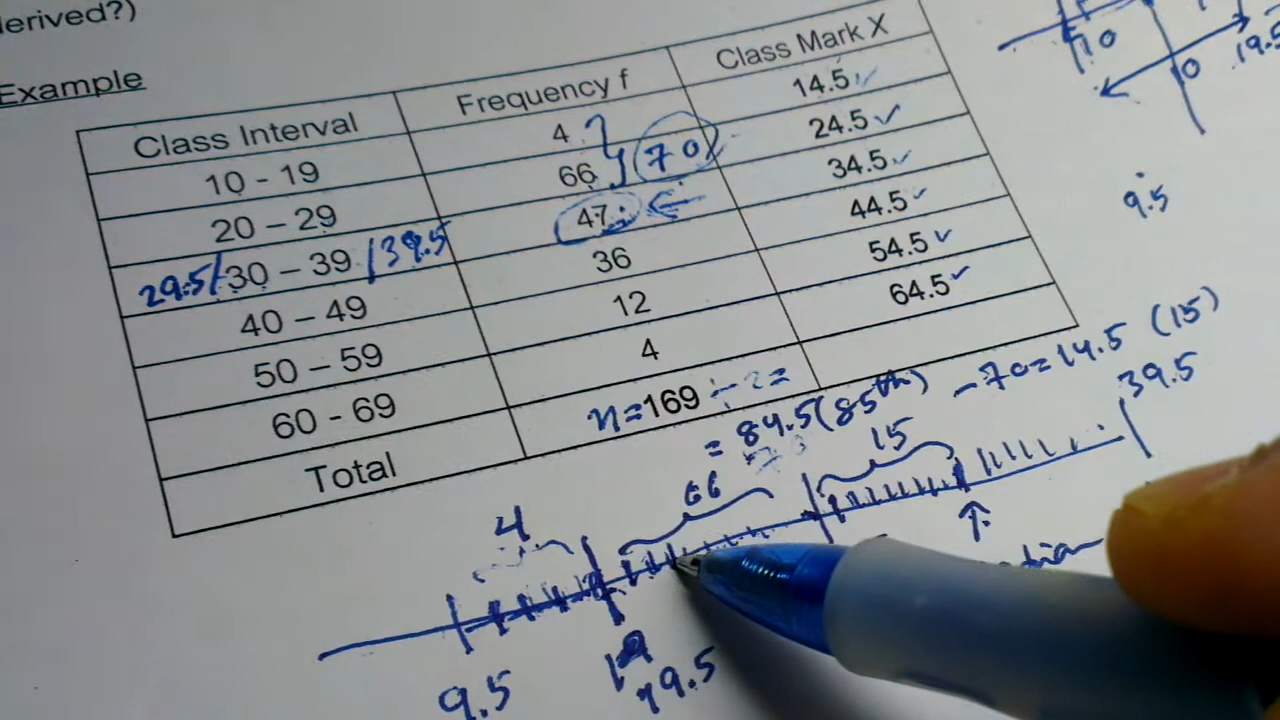 derived?)
Example
Class Interval Frequency f Class Mark X
10 - 19 4 14.5
20 - 29 66 70 24.5
29.5/ 30 - 39 /39.5 47 34.5
40 - 49 36 44.5
50 - 59 12 54.5
60 - 69 4 64.5
Total n=169 ÷ 2 =
= 84.5(85th) - 70 = 14.5 (15)
10
0
19.5
9.5
4
66
15
39.5
9.5
19.5